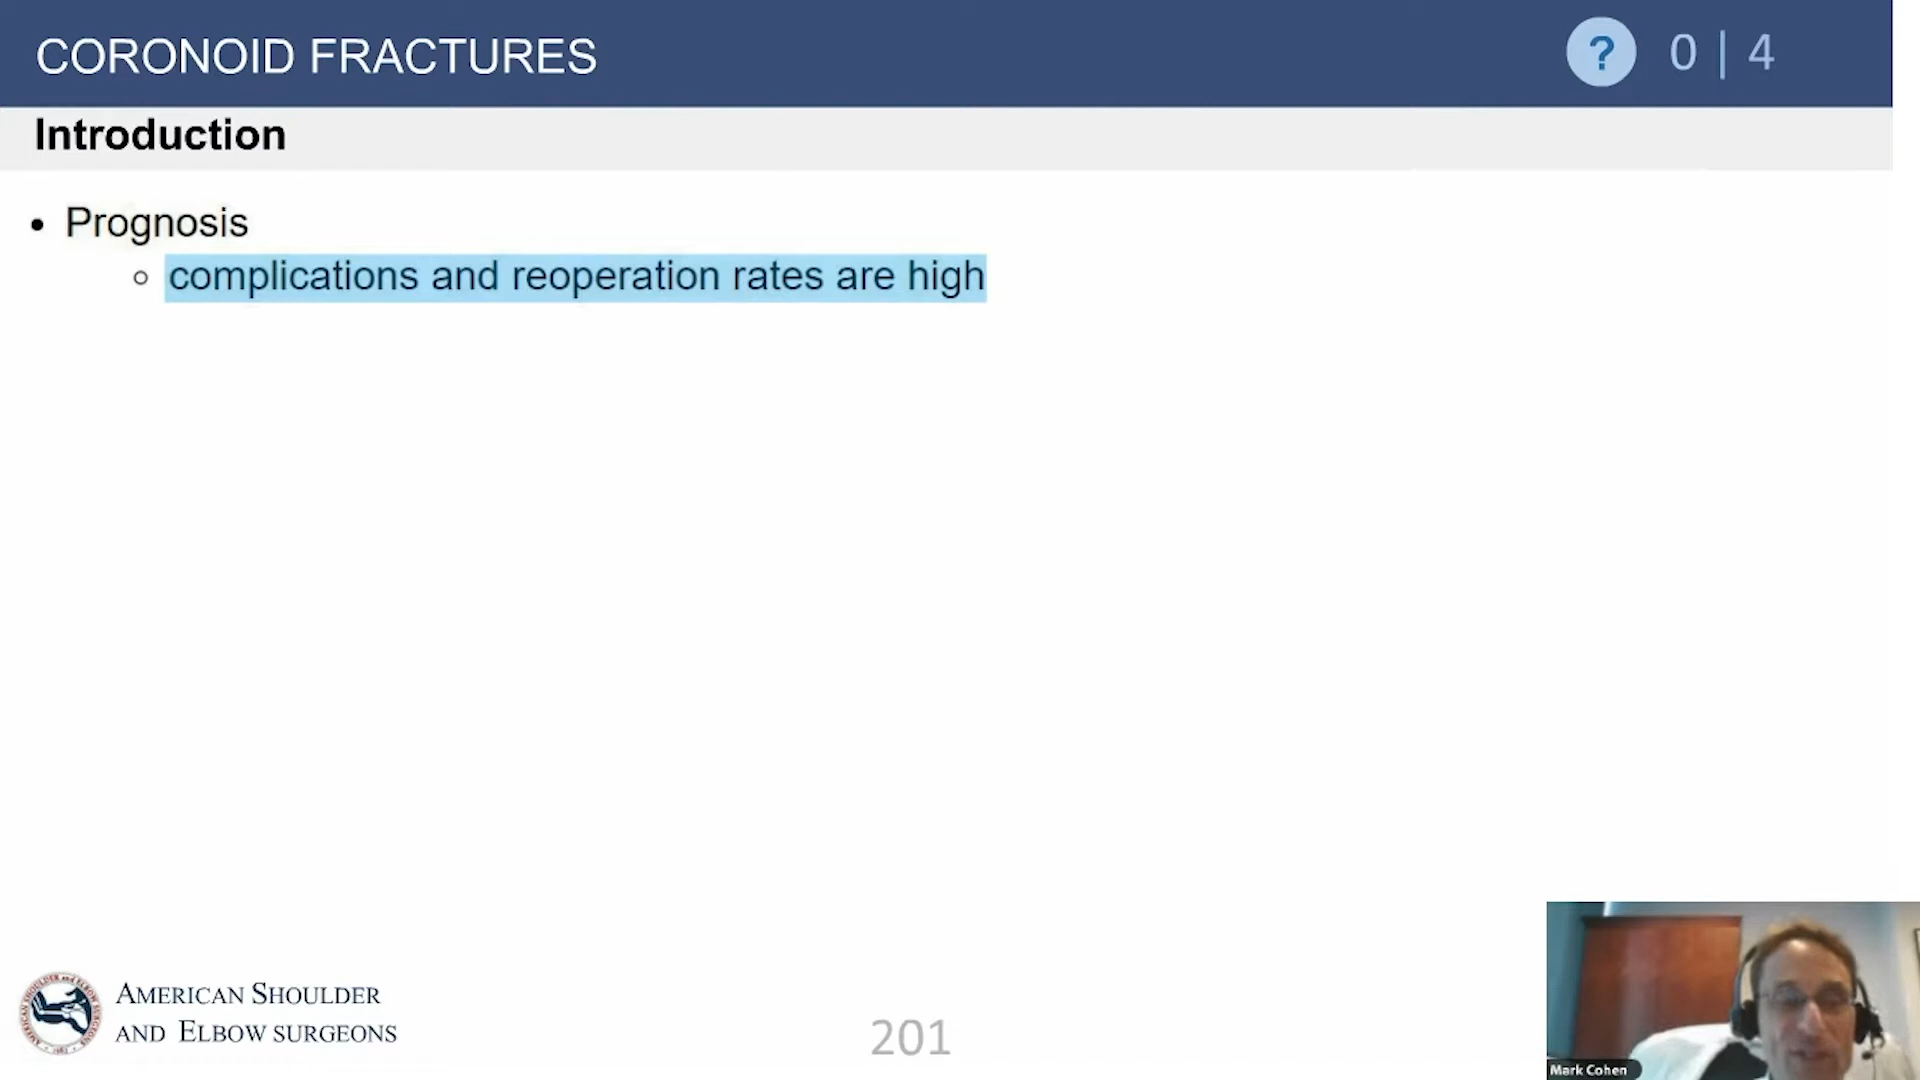 CORONOID FRACTURES
? 0 | 4
Introduction
• Prognosis
○ complications and reoperation rates are high
AMERICAN SHOULDER
AND ELBOW SURGEONS
201
Mark Cohen